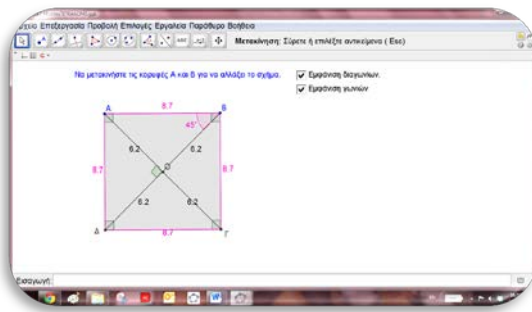 Επεξεργασία Προβολή Επιλογές Εργαλεία Παράθυρο Βοήθεια
Μετακίνηση: Σύρετε ή επιλέξτε αντικείμενα ( Esc)
Να μετακινήστε τις κορυφές Α και Β για να αλλάξει το σχήμα.
Εμφάνιση διαγωνίων.
Εμφάνιση γωνιών
Α 8.7 Β
45°
6.2 6.2
8.7 Ο 8.7
6.2 6.2
Δ 8.7 Γ
Εισαγωγή: